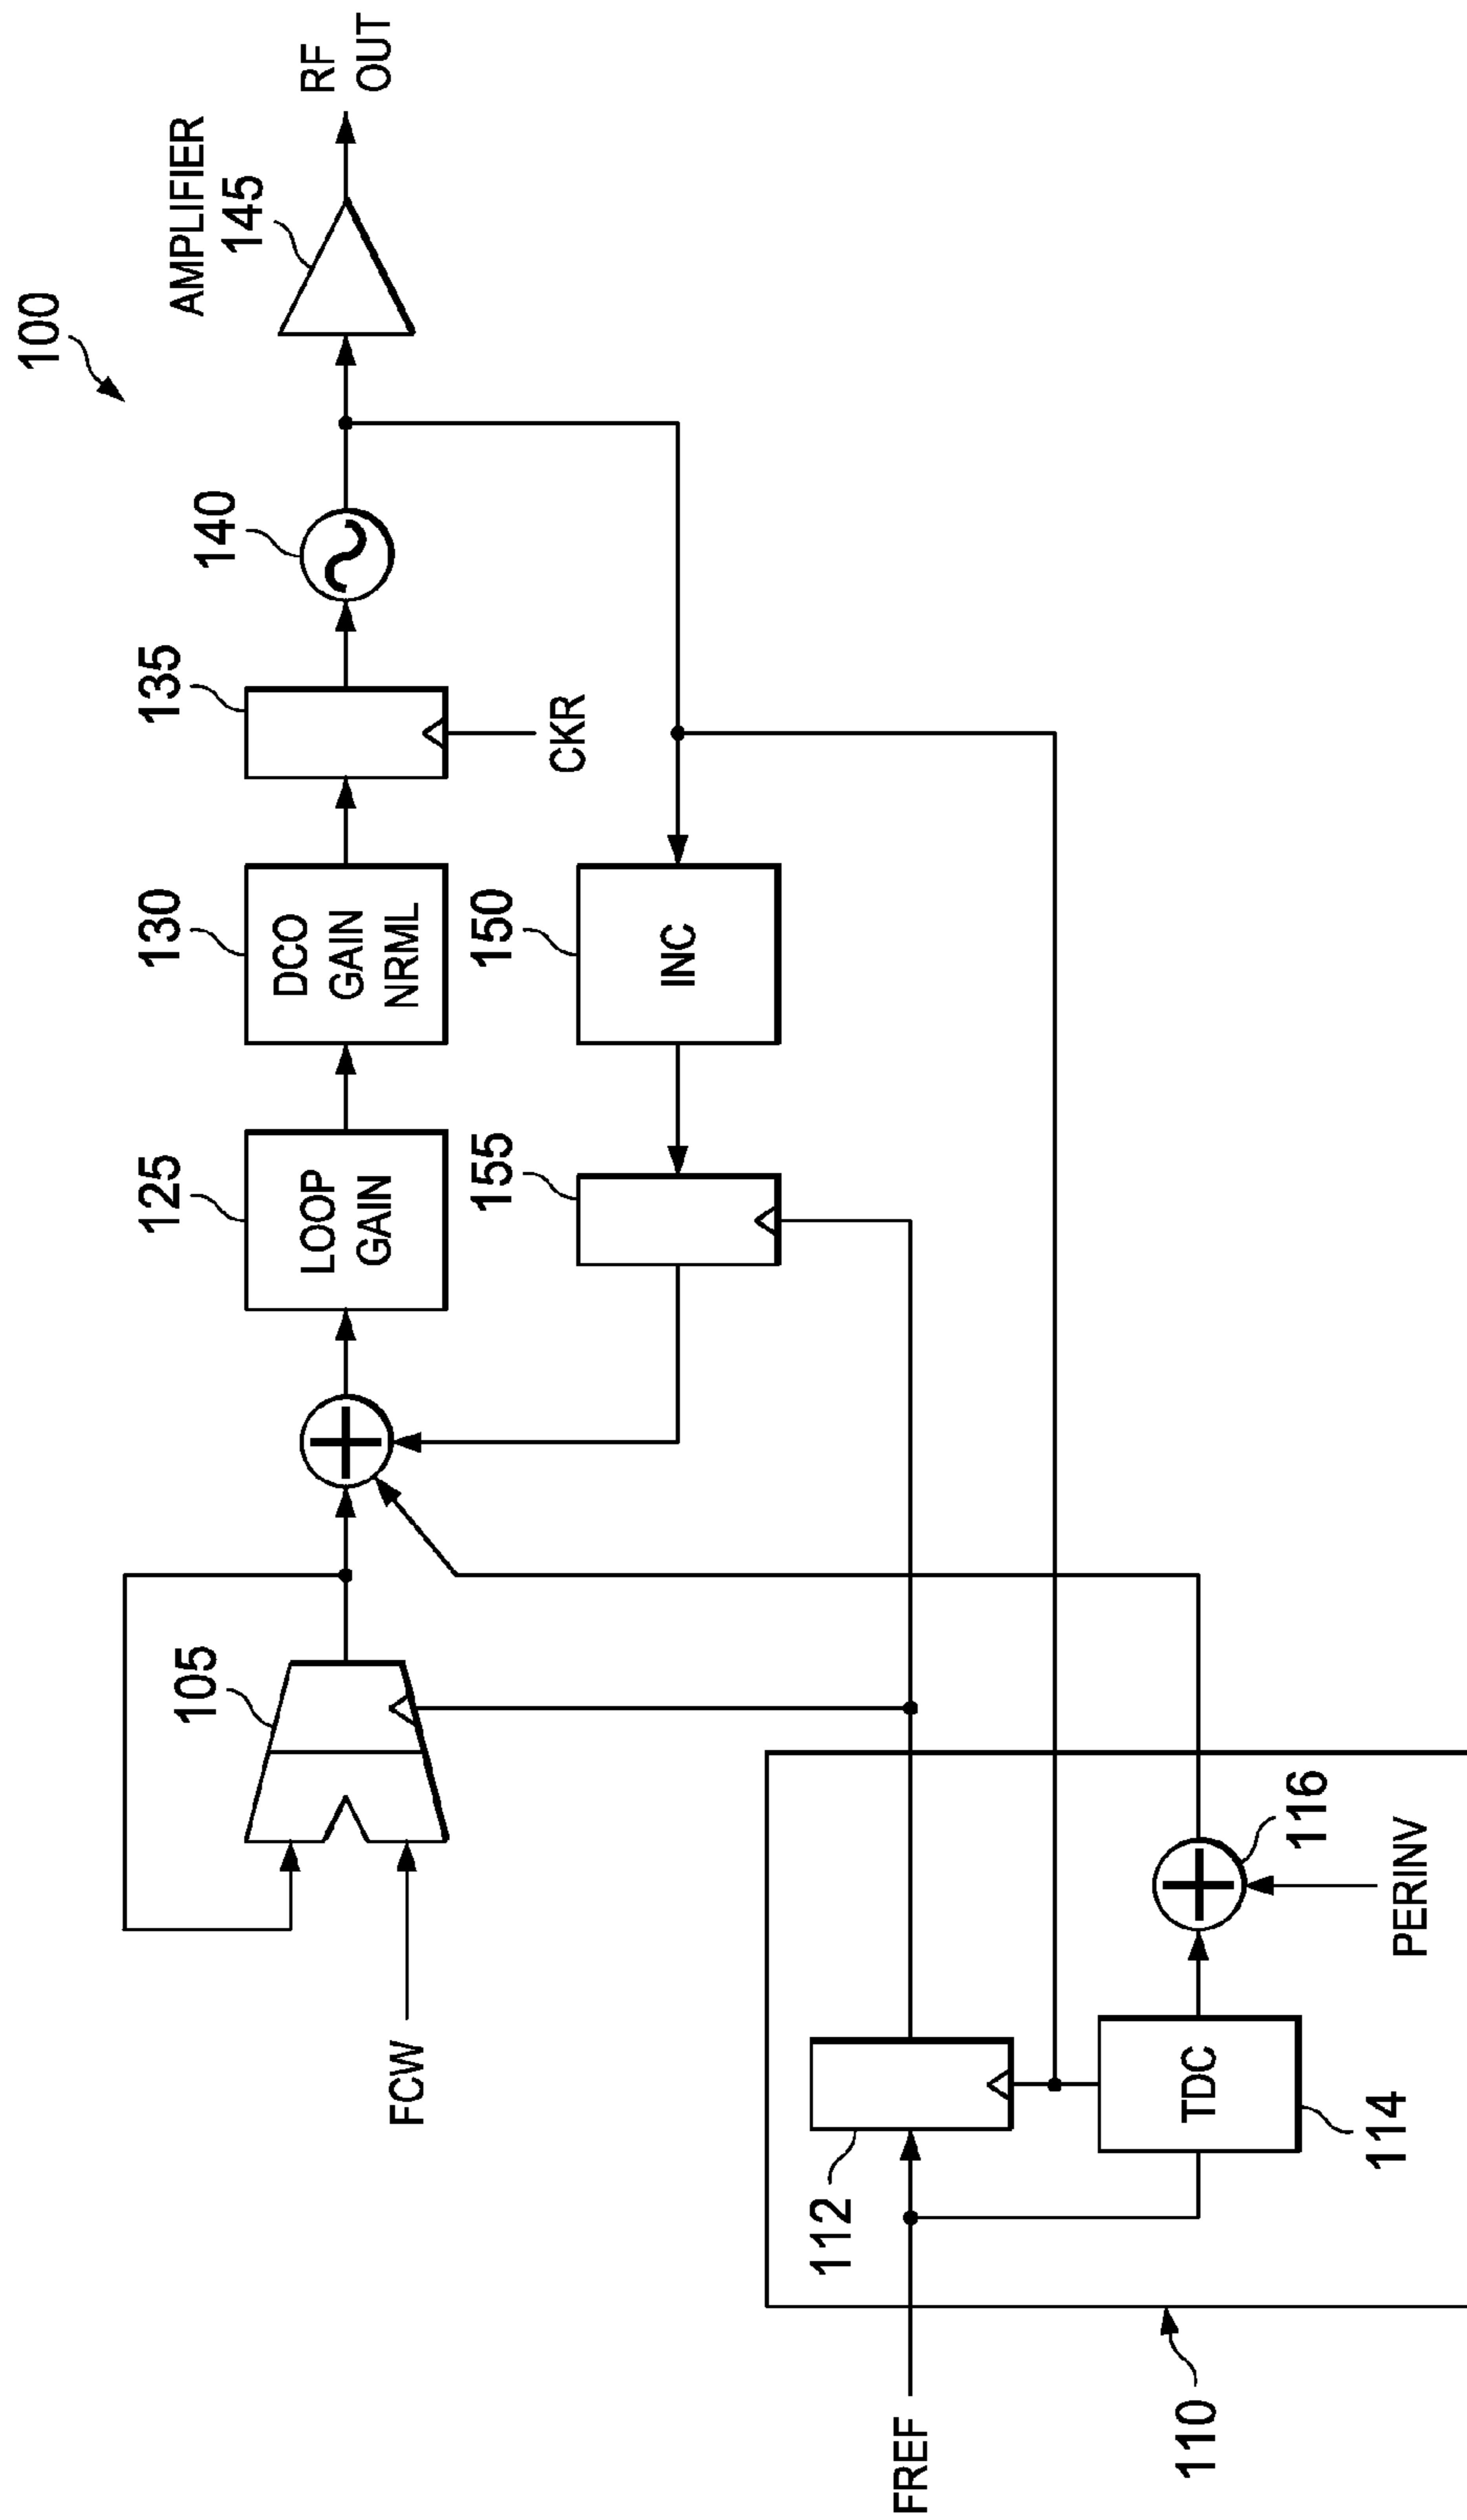 100
AMPLIFIER
145
RF
OUT
140
135
CKR
130
DCO
GAIN
NRML
125
LOOP
GAIN
150
INC
155
105
FCW
FREF
110
112
TDC
114
116
PERINV